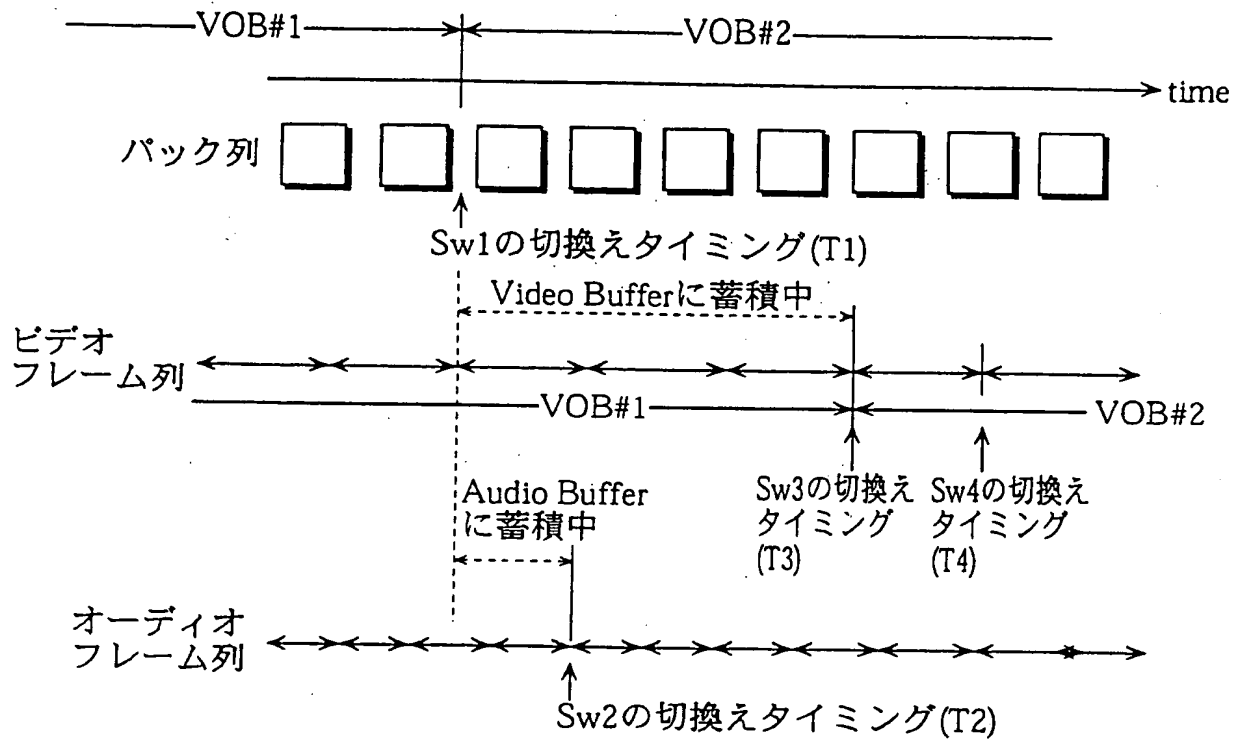 VOB#1
VOB#2
time
パック列
Sw1の切換えタイミング(T1)
Video Bufferに蓄積中
ビデオ
フレーム列
VOB#1
VOB#2
Audio Buffer
に蓄積中
Sw3の切換え
タイミング
(T3)
Sw4の切換え
タイミング
(T4)
オーディオ
フレーム列
Sw2の切換えタイミング(T2)